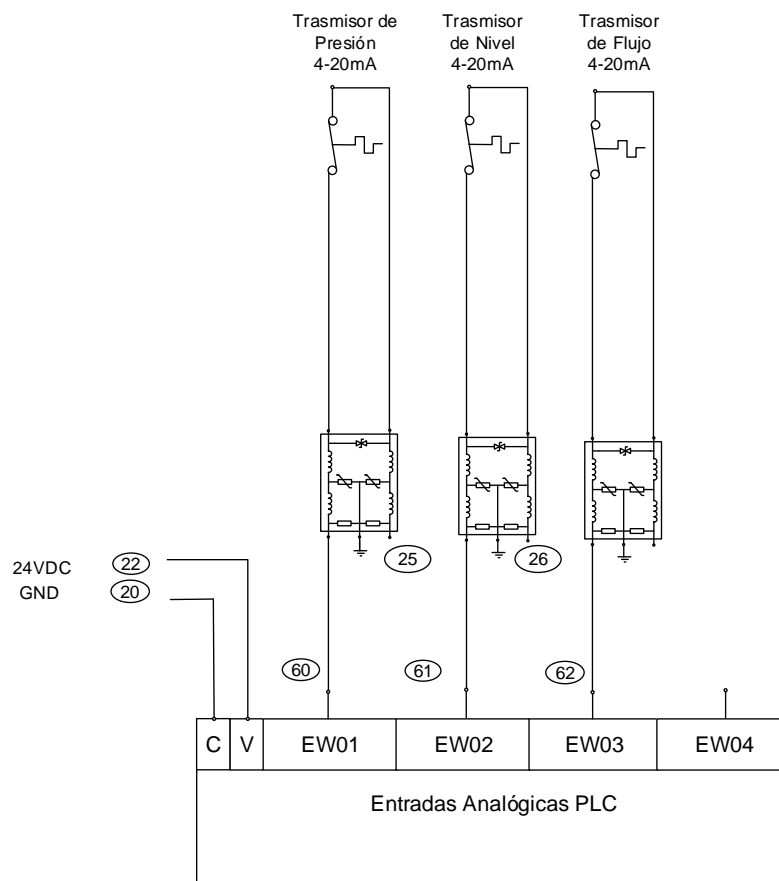 Trasmisor de
Presión
4-20mA
Trasmisor
de Nivel
4-20mA
Trasmisor
de Flujo
4-20mA
25
26
24VDC
22
GND
20
60
61
62
C
V
EW01
EW02
EW03
EW04
Entradas Analógicas PLC